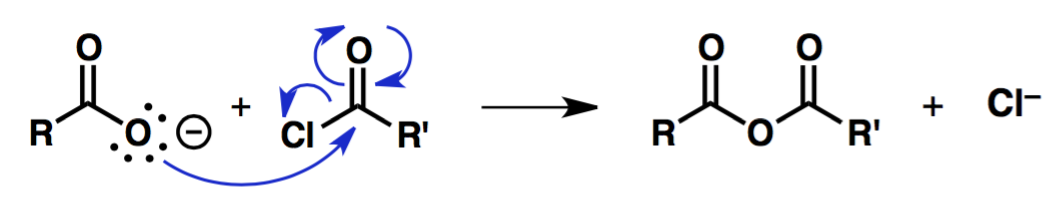 O O O O
R O ⊖ + Cl R' R O R' + Cl⁻